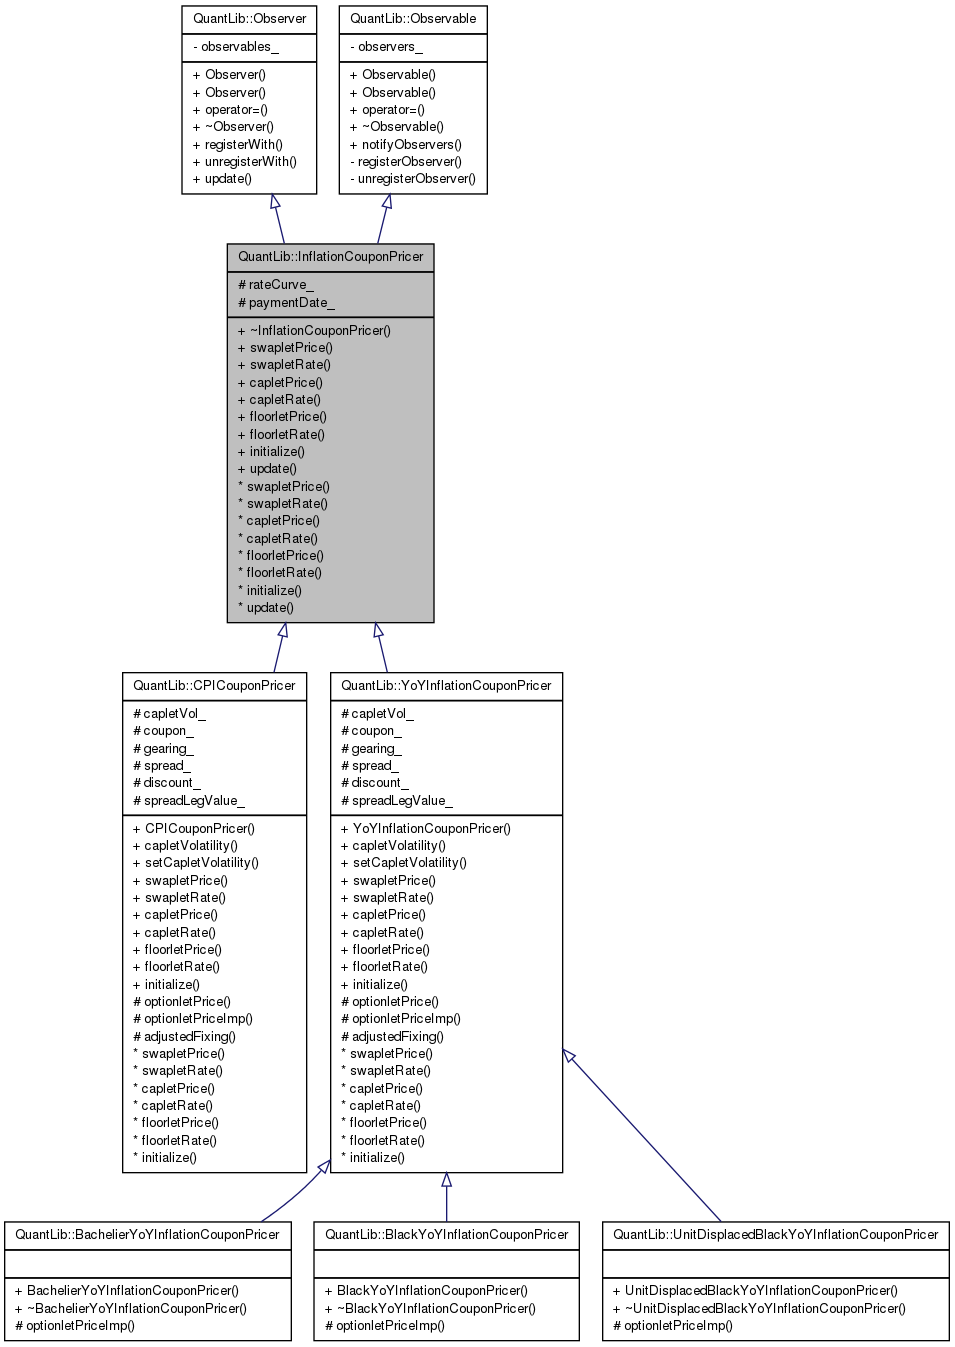 QuantLib::Observer
- observables_
+ Observer()
+ Observer()
+ operator=()
+ ~Observer()
+ registerWith()
+ unregisterWith()
+ update()
QuantLib::Observable
- observers_
+ Observable()
+ Observable()
+ operator=()
+ ~Observable()
+ notifyObservers()
- registerObserver()
- unregisterObserver()
QuantLib::InflationCouponPricer
# rateCurve_
# paymentDate_
+ ~InflationCouponPricer()
+ swapletPrice()
+ swapletRate()
+ capletPrice()
+ capletRate()
+ floorletPrice()
+ floorletRate()
+ initialize()
+ update()
* swapletPrice()
* swapletRate()
* capletPrice()
* capletRate()
* floorletPrice()
* floorletRate()
* initialize()
* update()
QuantLib::CPICouponPricer
# capletVol_
# coupon_
# gearing_
# spread_
# discount_
# spreadLegValue_
+ CPICouponPricer()
+ capletVolatility()
+ setCapletVolatility()
+ swapletPrice()
+ swapletRate()
+ capletPrice()
+ capletRate()
+ floorletPrice()
+ floorletRate()
+ initialize()
# optionletPrice()
# optionletPriceImp()
# adjustedFixing()
* swapletPrice()
* swapletRate()
* capletPrice()
* capletRate()
* floorletPrice()
* floorletRate()
* initialize()
QuantLib::YoYInflationCouponPricer
# capletVol_
# coupon_
# gearing_
# spread_
# discount_
# spreadLegValue_
+ YoYInflationCouponPricer()
+ capletVolatility()
+ setCapletVolatility()
+ swapletPrice()
+ swapletRate()
+ capletPrice()
+ capletRate()
+ floorletPrice()
+ floorletRate()
+ initialize()
# optionletPrice()
# optionletPriceImp()
# adjustedFixing()
* swapletPrice()
* swapletRate()
* capletPrice()
* capletRate()
* floorletPrice()
* floorletRate()
* initialize()
QuantLib::BachelierYoYInflationCouponPricer
+ BachelierYoYInflationCouponPricer()
+ ~BachelierYoYInflationCouponPricer()
# optionletPriceImp()
QuantLib::BlackYoYInflationCouponPricer
+ BlackYoYInflationCouponPricer()
+ ~BlackYoYInflationCouponPricer()
# optionletPriceImp()
QuantLib::UnitDisplacedBlackYoYInflationCouponPricer
+ UnitDisplacedBlackYoYInflationCouponPricer()
+ ~UnitDisplacedBlackYoYInflationCouponPricer()
# optionletPriceImp()